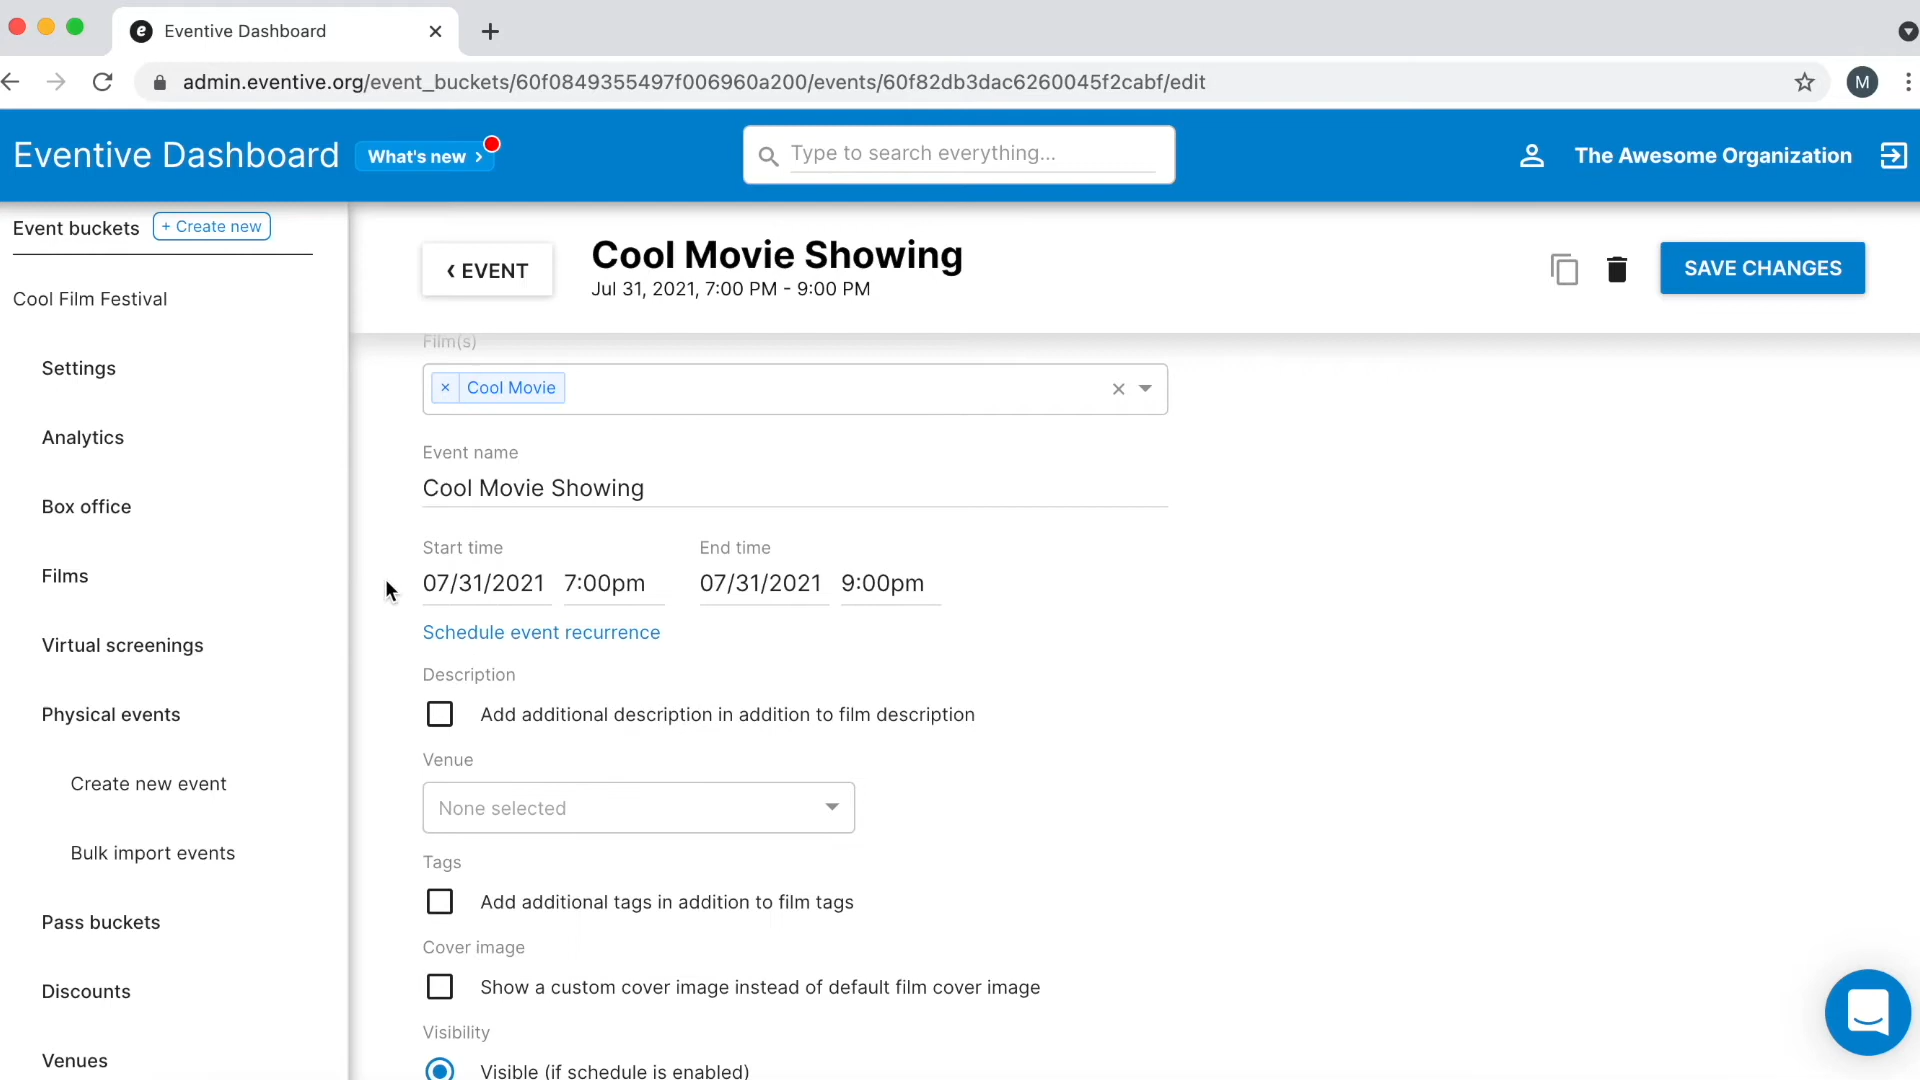 Eventive Dashboard
admin.eventive.org/event_buckets/60f0849355497f006960a200/events/60f82db3dac6260045f2cabf/edit
M
Eventive Dashboard
What's new ›
Type to search everything...
The Awesome Organization
Event buckets
+ Create new
Cool Film Festival
Settings
Analytics
Box office
Films
Virtual screenings
Physical events
Create new event
Bulk import events
Pass buckets
Discounts
Venues
‹ EVENT
Cool Movie Showing
Jul 31, 2021, 7:00 PM - 9:00 PM
SAVE CHANGES
Film(s)
× Cool Movie
Event name
Cool Movie Showing
Start time
07/31/2021 7:00pm
End time
07/31/2021 9:00pm
Schedule event recurrence
Description
Add additional description in addition to film description
Venue
None selected
Tags
Add additional tags in addition to film tags
Cover image
Show a custom cover image instead of default film cover image
Visibility
Visible (if schedule is enabled)